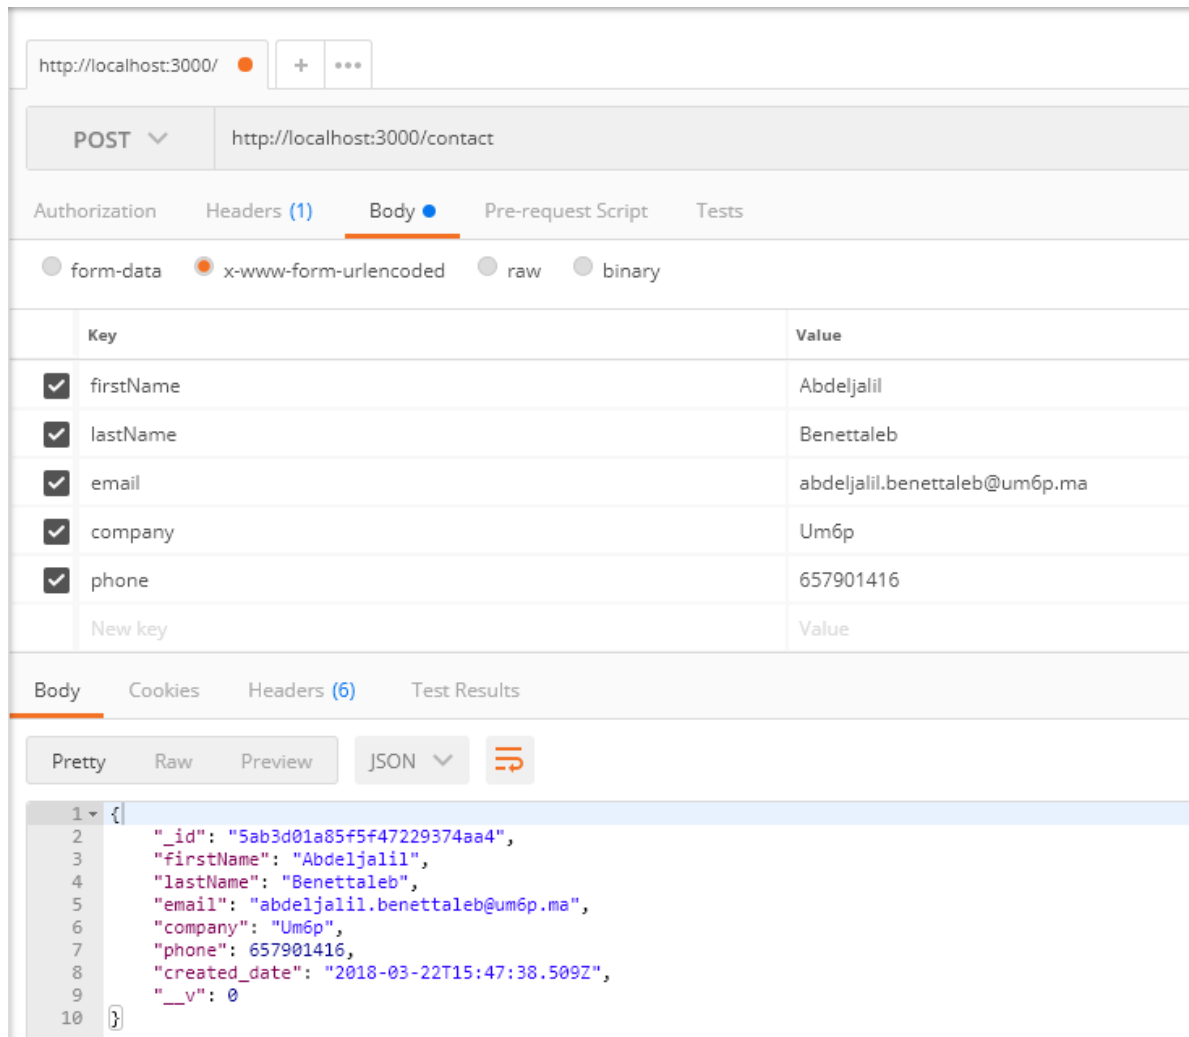 http://localhost:3000/
POST http://localhost:3000/contact
Authorization Headers (1) Body Pre-request Script Tests
form-data x-www-form-urlencoded raw binary
Key Value
firstName Abdeljalil
lastName Benettaleb
email abdeljalil.benettaleb@um6p.ma
company Um6p
phone 657901416
New key Value
Body Cookies Headers (6) Test Results
Pretty Raw Preview JSON
1 {
2 "_id": "5ab3d01a85f5f47229374aa4",
3 "firstName": "Abdeljalil",
4 "lastName": "Benettaleb",
5 "email": "abdeljalil.benettaleb@um6p.ma",
6 "company": "Um6p",
7 "phone": 657901416,
8 "created_date": "2018-03-22T15:47:38.509Z",
9 "__v": 0
10 }